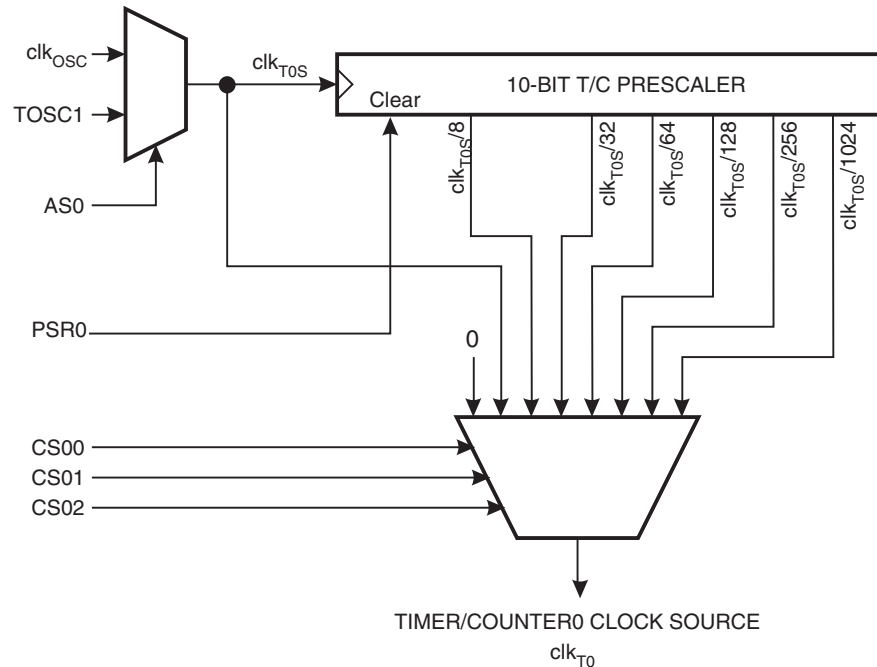 clkOSC
TOSC1
AS0
clkT0S
10-BIT T/C PRESCALER
Clear
clkT0S/8
clkT0S/32
clkT0S/64
clkT0S/128
clkT0S/256
clkT0S/1024
PSR0
0
CS00
CS01
CS02
TIMER/COUNTER0 CLOCK SOURCE
clkT0